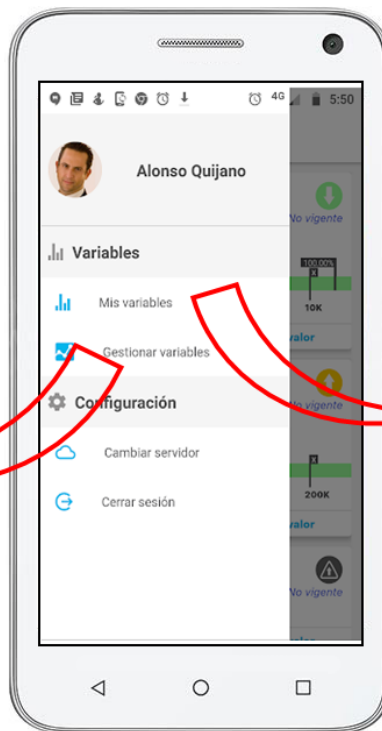 4G 5:50
Alonso Quijano
No vigente
Variables
100,00%
X
Mis variables
10K
valor
Gestionar variables
Configuración
No vigente
Cambiar servidor
X
Cerrar sesión
200K
valor
No vigente